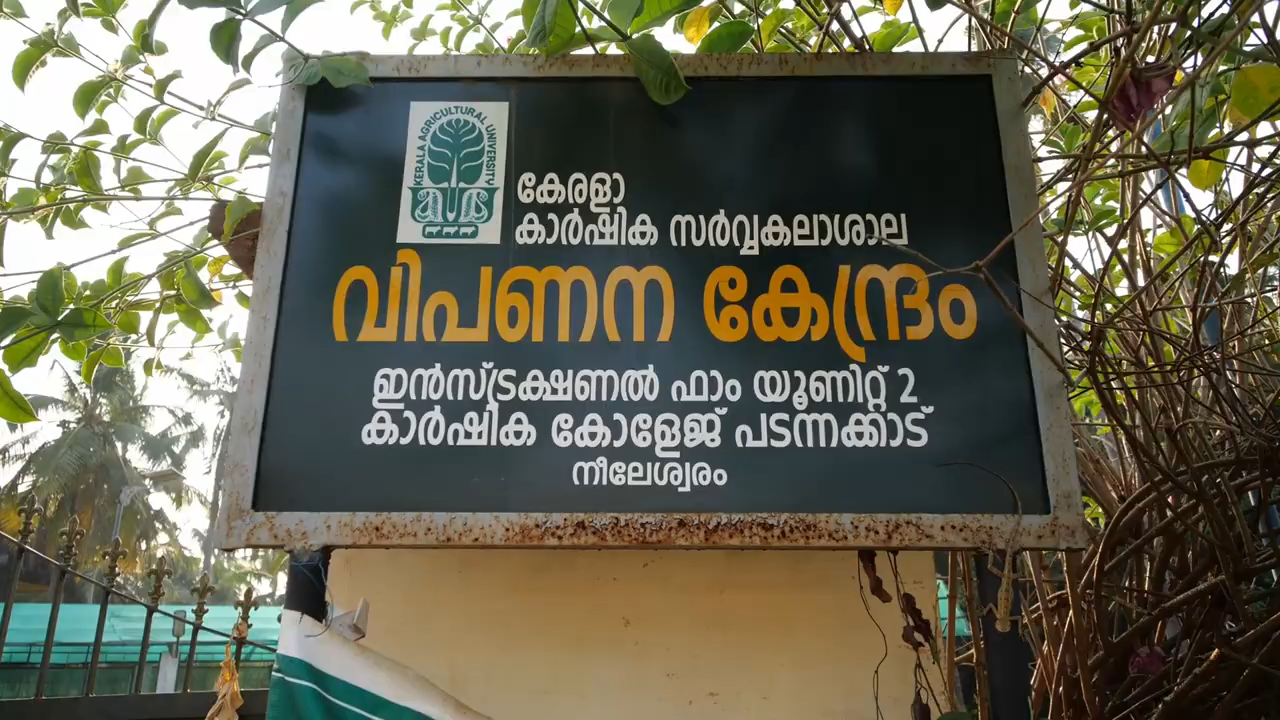 KERALA AGRICULTURAL UNIVERSITY
കേരളാ
കാർഷിക സർവ്വകലാശാല
വിപണന കേന്ദ്രം
ഇൻസ്ട്രക്ഷണൽ ഫാം യൂണിറ്റ് 2
കാർഷിക കോളേജ് പടന്നക്കാട്
നീലേശ്വരം